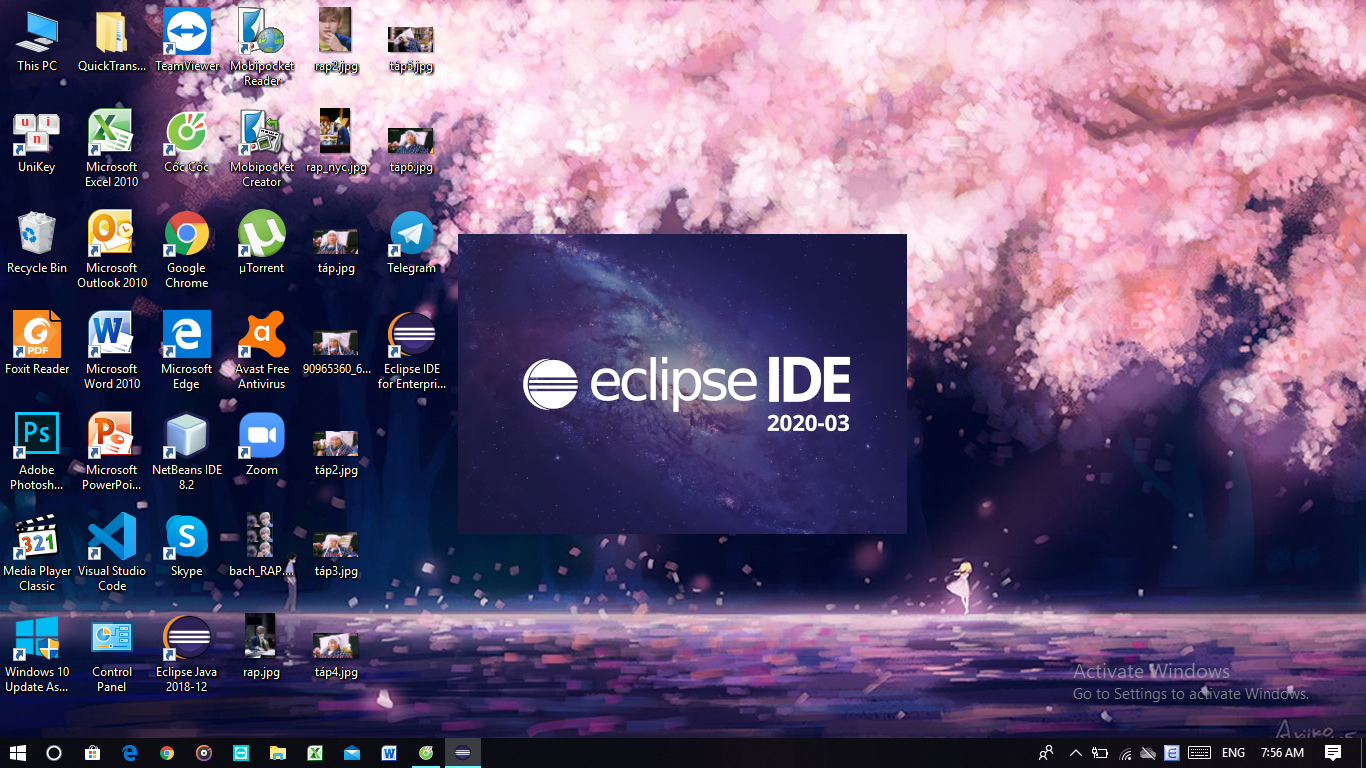 This PC
QuickTrans...
TeamViewer
Mobipocket
Reader
rap2.jpg
táp5.jpg
UniKey
Microsoft
Excel 2010
Cốc Cốc
Mobipocket
Creator
rap_nyc.jpg
táp6.jpg
Recycle Bin
Microsoft
Outlook 2010
Google
Chrome
µTorrent
táp.jpg
Telegram
Foxit Reader
Microsoft
Word 2010
Microsoft
Edge
Avast Free
Antivirus
90965360_6...
Eclipse IDE
for Enterpri...
eclipse IDE
2020-03
Adobe
Photosh...
Microsoft
PowerPoi...
NetBeans IDE
8.2
Zoom
táp2.jpg
Media Player
Classic
Visual Studio
Code
Skype
bach_RAP....
táp3.jpg
Windows 10
Update As...
Control
Panel
Eclipse Java
2018-12
rap.jpg
táp4.jpg
Activate Windows
Go to Settings to activate Windows.
ENG
7:56 AM